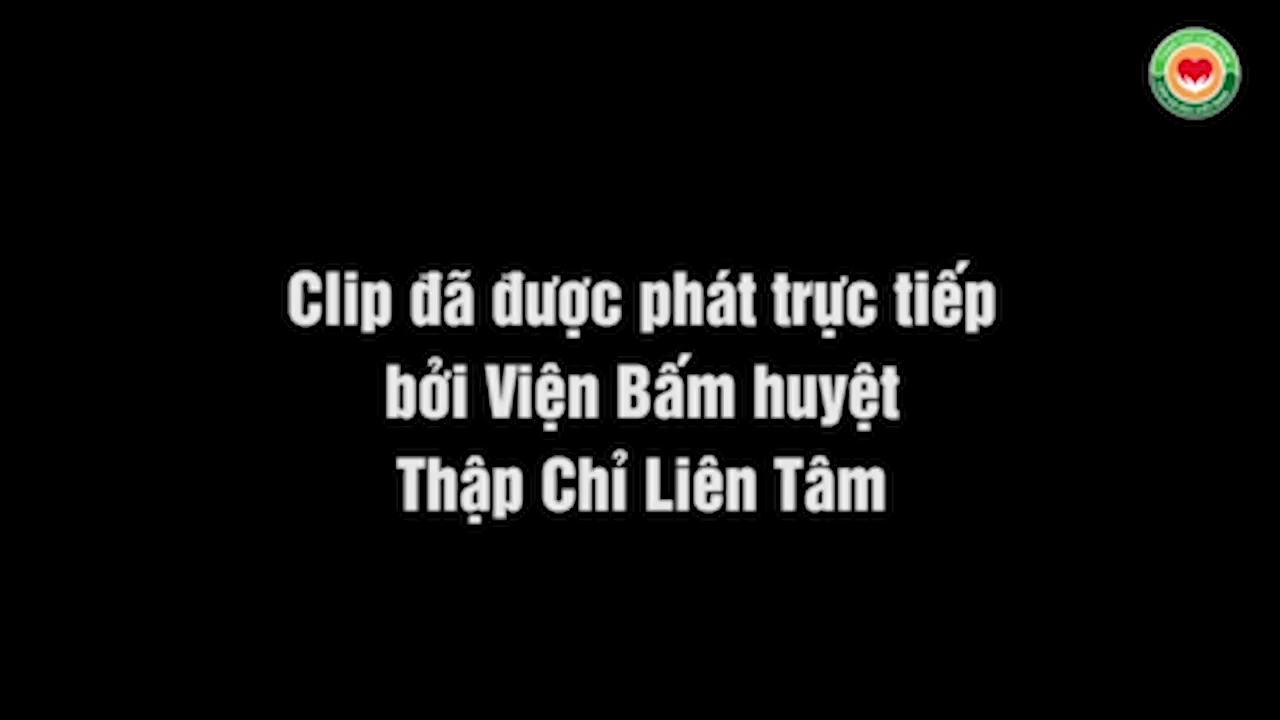 Clip đã được phát trực tiếp
bởi Viện Bấm huyệt
Thập Chỉ Liên Tâm